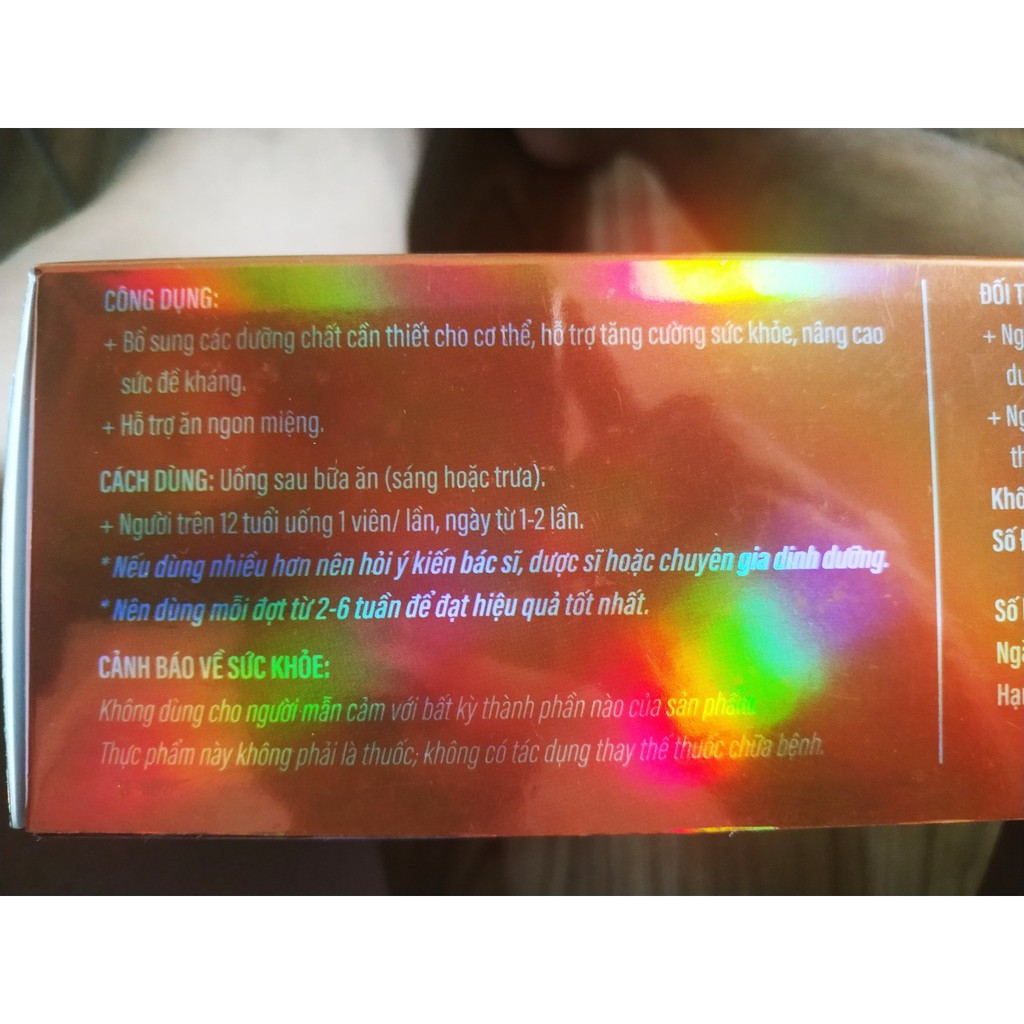 CÔNG DỤNG:
+ Bổ sung các dưỡng chất cần thiết cho cơ thể, hỗ trợ tăng cường sức khỏe, nâng cao
sức đề kháng.
+ Hỗ trợ ăn ngon miệng.
CÁCH DÙNG: Uống sau bữa ăn (sáng hoặc trưa).
+ Người trên 12 tuổi uống 1 viên/ lần, ngày từ 1-2 lần.
* Nếu dùng nhiều hơn nên hỏi ý kiến bác sĩ, dược sĩ hoặc chuyên gia dinh dưỡng.
* Nên dùng mỗi đợt từ 2-6 tuần để đạt hiệu quả tốt nhất.
CẢNH BÁO VỀ SỨC KHỎE:
Không dùng cho người mẫn cảm với bất kỳ thành phần nào của sản phẩm.
Thực phẩm này không phải là thuốc; không có tác dụng thay thế thuốc chữa bệnh.
ĐỐI T
+ Ng
dư
+ Ng
th
Khô
Số
Số
Ngà
Hạ